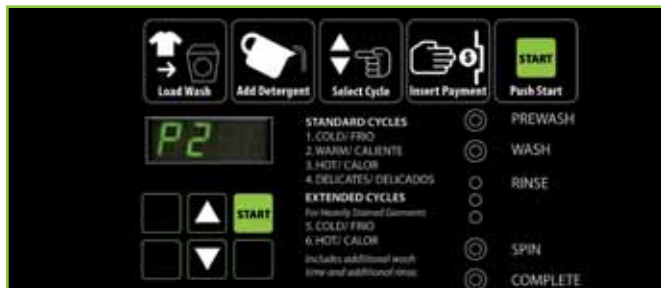 Load Wash
Add Detergent
Select Cycle
Insert Payment
$
START
Push Start
P2
STANDARD CYCLES
1. COLD/ FRIO
2. WARM/ CALIENTE
3. HOT/ CALOR
4. DELICATES/ DELICADOS
EXTENDED CYCLES
For Heavily Stained Garments
5. COLD/ FRIO
6. HOT/ CALOR
Includes additional wash
time and additional rinse
PREWASH
WASH
RINSE
SPIN
COMPLETE
START